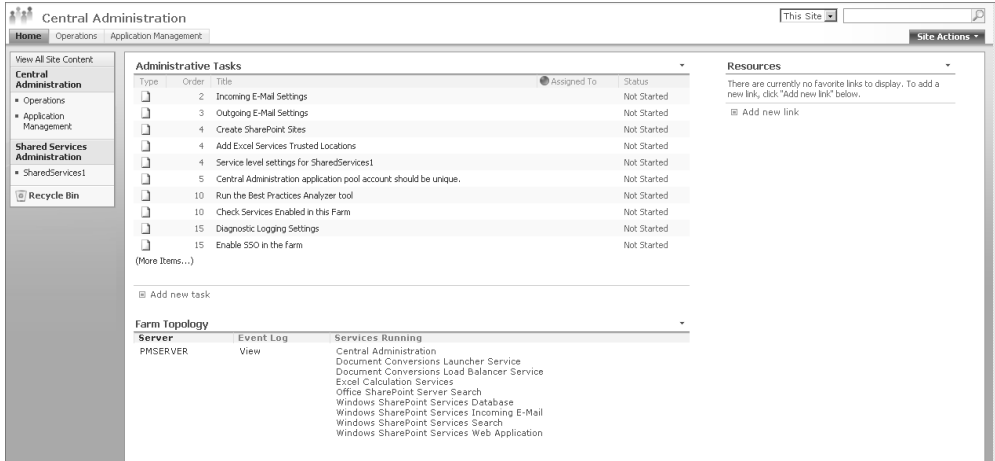 Central Administration
This Site
Home Operations Application Management
Site Actions
View All Site Content
Central
Administration
Operations
Application
Management
Shared Services
Administration
SharedServices1
Recycle Bin
Administrative Tasks
Type Order Title Assigned To Status
2 Incoming E-Mail Settings Not Started
3 Outgoing E-Mail Settings Not Started
4 Create SharePoint Sites Not Started
4 Add Excel Services Trusted Locations Not Started
4 Service level settings for SharedServices1 Not Started
5 Central Administration application pool account should be unique. Not Started
10 Run the Best Practices Analyzer tool Not Started
10 Check Services Enabled in this Farm Not Started
15 Diagnostic Logging Settings Not Started
15 Enable SSO in the farm Not Started
(More Items...)
Add new task
Farm Topology
Server Event Log Services Running
PMSERVER View Central Administration
Document Conversions Launcher Service
Document Conversions Load Balancer Service
Excel Calculation Services
Office SharePoint Server Search
Windows SharePoint Services Database
Windows SharePoint Services Incoming E-Mail
Windows SharePoint Services Search
Windows SharePoint Services Web Application
Resources
There are currently no favorite links to display. To add a
new link, click "Add new link" below.
Add new link